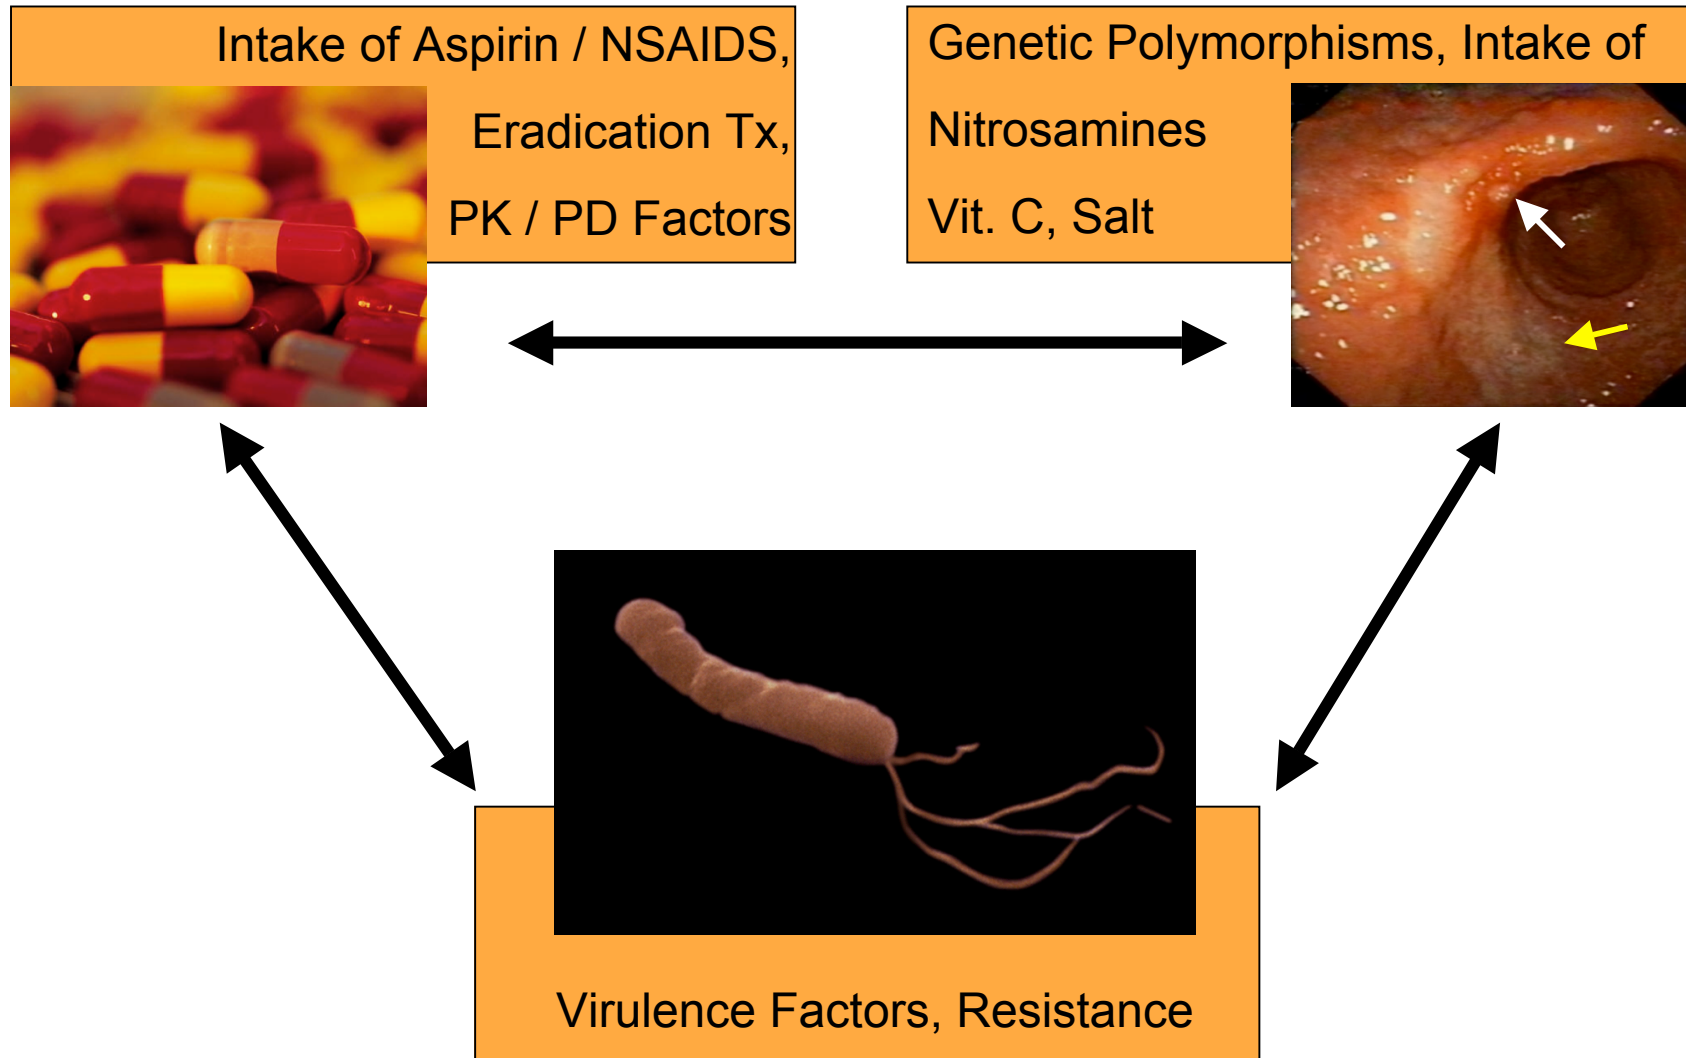 Intake of Aspirin / NSAIDS,
Eradication Tx,
PK / PD Factors
Genetic Polymorphisms, Intake of
Nitrosamines
Vit. C, Salt
Virulence Factors, Resistance